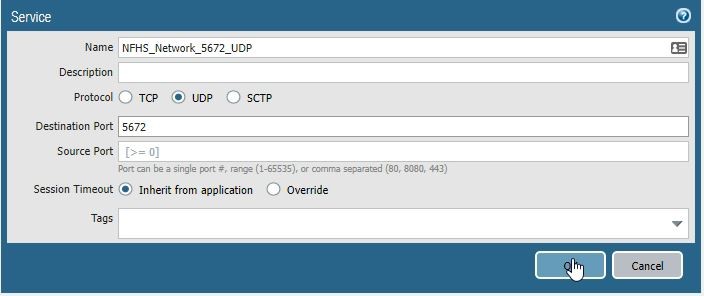 Service
Name NFHS_Network_5672_UDP
Description
Protocol TCP UDP SCTP
Destination Port 5672
Source Port [>= 0]
Port can be a single port #, range (1-65535), or comma separated (80, 8080, 443)
Session Timeout Inherit from application Override
Tags
Cancel